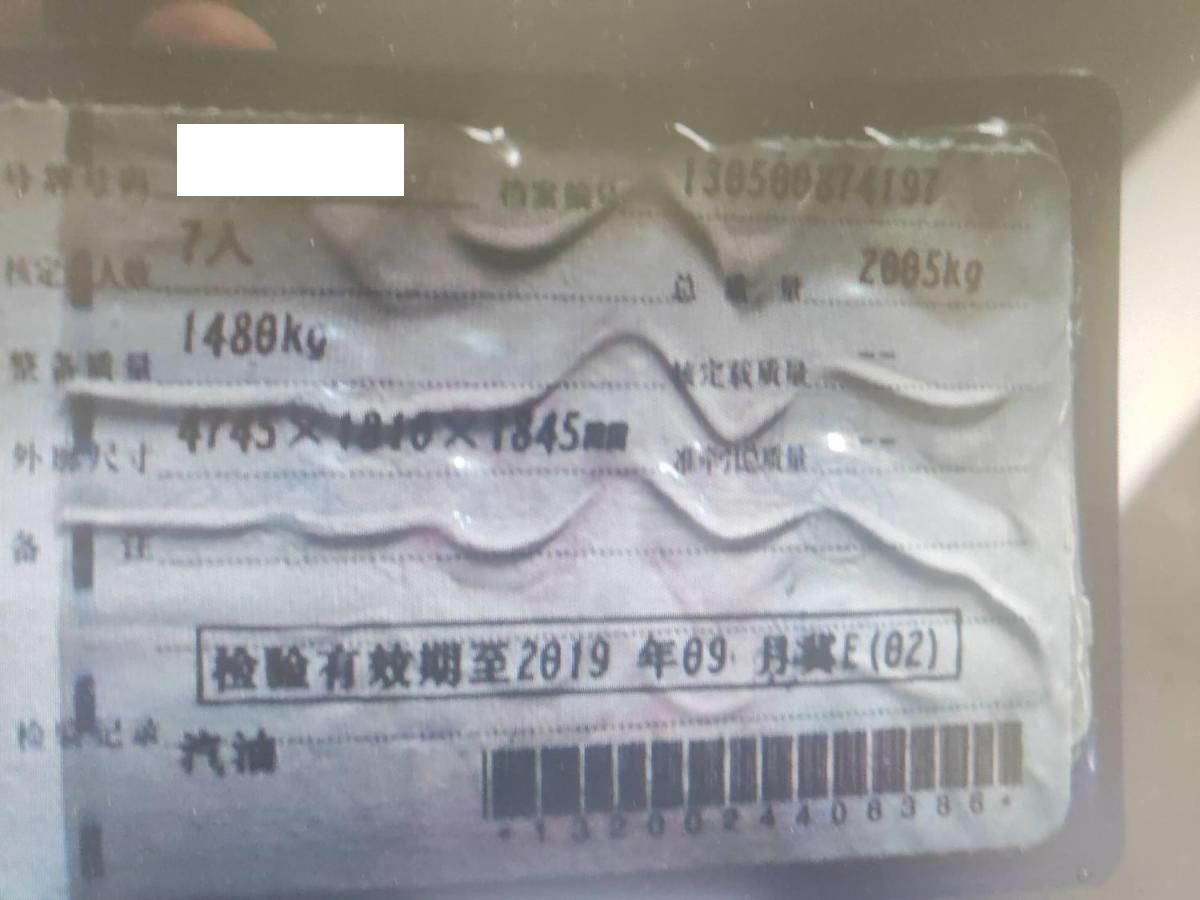 号牌号码 档案编号 130500874197
核定载人数 7人 总质量 2005kg
整备质量 1480kg 核定载质量 --
外廓尺寸 4745×1810×1845mm 准牵引总质量 --
备注
检验有效期至2019年09月冀E(02)
检验记录 汽油
*1320024408386*